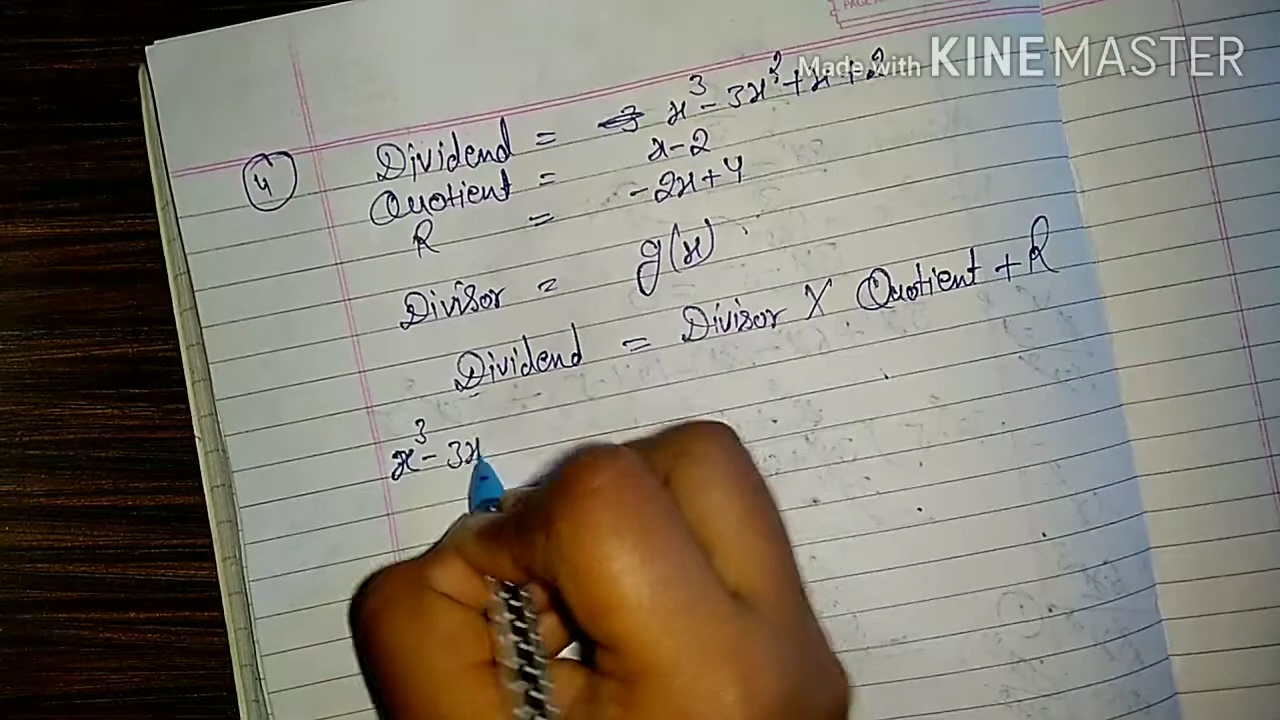 Made with KINEMASTER
(4) Dividend = x³ - 3x² + x + 2
Quotient = x - 2
R = -2x + 4
Divisor = g(x).
Dividend = Divisor X Quotient + R
x³ - 3x